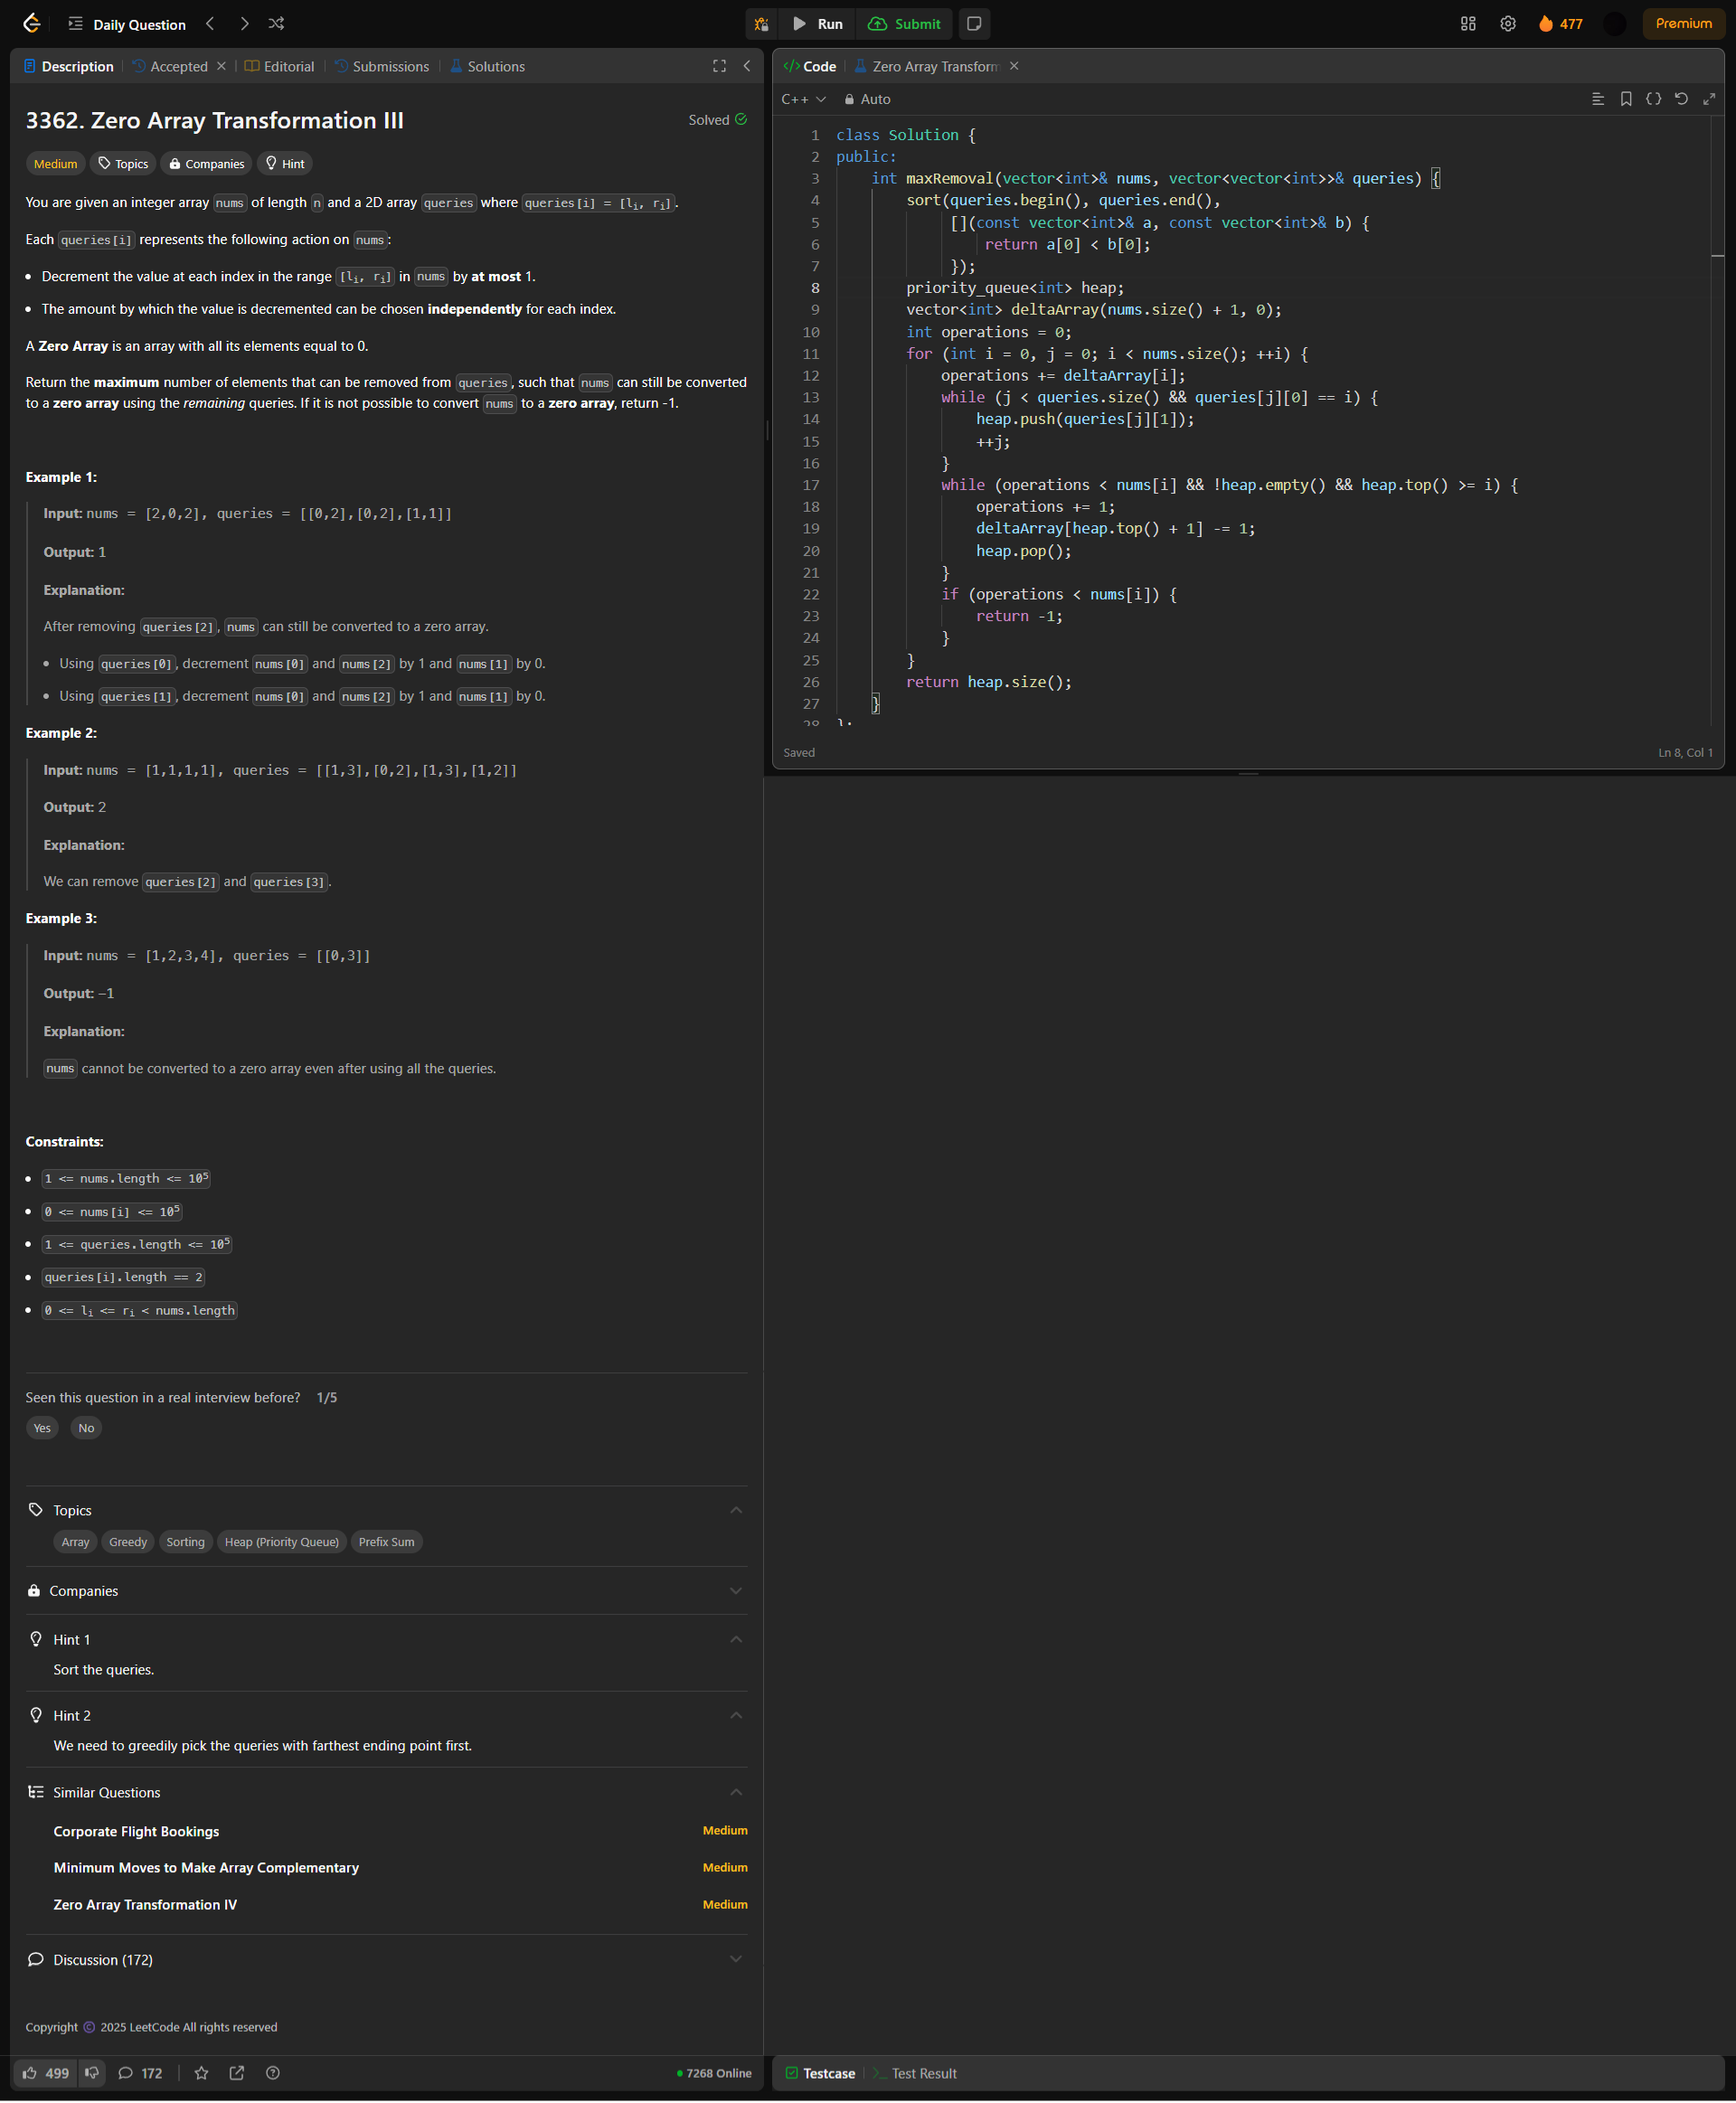 Daily Question
Run
Submit
477
Premium
Description
Accepted
Editorial
Submissions
Solutions
3362. Zero Array Transformation III
Solved
Medium
Topics
Companies
Hint
You are given an integer array nums of length n and a 2D array queries where queries[i] = [li, ri].
Each queries[i] represents the following action on nums:
• Decrement the value at each index in the range [li, ri] in nums by at most 1.
• The amount by which the value is decremented can be chosen independently for each index.
A Zero Array is an array with all its elements equal to 0.
Return the maximum number of elements that can be removed from queries, such that nums can still be converted
to a zero array using the remaining queries. If it is not possible to convert nums to a zero array, return -1.
Example 1:
Input: nums = [2,0,2], queries = [[0,2],[0,2],[1,1]]
Output: 1
Explanation:
After removing queries[2], nums can still be converted to a zero array.
• Using queries[0], decrement nums[0] and nums[2] by 1 and nums[1] by 0.
• Using queries[1], decrement nums[0] and nums[2] by 1 and nums[1] by 0.
Example 2:
Input: nums = [1,1,1,1], queries = [[1,3],[0,2],[1,3],[1,2]]
Output: 2
Explanation:
We can remove queries[2] and queries[3].
Example 3:
Input: nums = [1,2,3,4], queries = [[0,3]]
Output: -1
Explanation:
nums cannot be converted to a zero array even after using all the queries.
Constraints:
• 1 <= nums.length <= 10⁵
• 0 <= nums[i] <= 10⁵
• 1 <= queries.length <= 10⁵
• queries[i].length == 2
• 0 <= li <= ri < nums.length
Seen this question in a real interview before? 1/5
Yes No
Topics
Array Greedy Sorting Heap (Priority Queue) Prefix Sum
Companies
Hint 1
Sort the queries.
Hint 2
We need to greedily pick the queries with farthest ending point first.
Similar Questions
Corporate Flight Bookings Medium
Minimum Moves to Make Array Complementary Medium
Zero Array Transformation IV Medium
Discussion (172)
Copyright © 2025 LeetCode All rights reserved
499
172
7268 Online
</> Code
Zero Array Transform
C++
Auto
1 class Solution {
2 public:
3     int maxRemoval(vector<int>& nums, vector<vector<int>>& queries) {
4         sort(queries.begin(), queries.end(),
5              [](const vector<int>& a, const vector<int>& b) {
6                  return a[0] < b[0];
7              });
8         priority_queue<int> heap;
9         vector<int> deltaArray(nums.size() + 1, 0);
10         int operations = 0;
11         for (int i = 0, j = 0; i < nums.size(); ++i) {
12             operations += deltaArray[i];
13             while (j < queries.size() && queries[j][0] == i) {
14                 heap.push(queries[j][1]);
15                 ++j;
16             }
17             while (operations < nums[i] && !heap.empty() && heap.top() >= i) {
18                 operations += 1;
19                 deltaArray[heap.top() + 1] -= 1;
20                 heap.pop();
21             }
22             if (operations < nums[i]) {
23                 return -1;
24             }
25         }
26         return heap.size();
27     }
28 };
Saved
Ln 8, Col 1
Testcase
Test Result